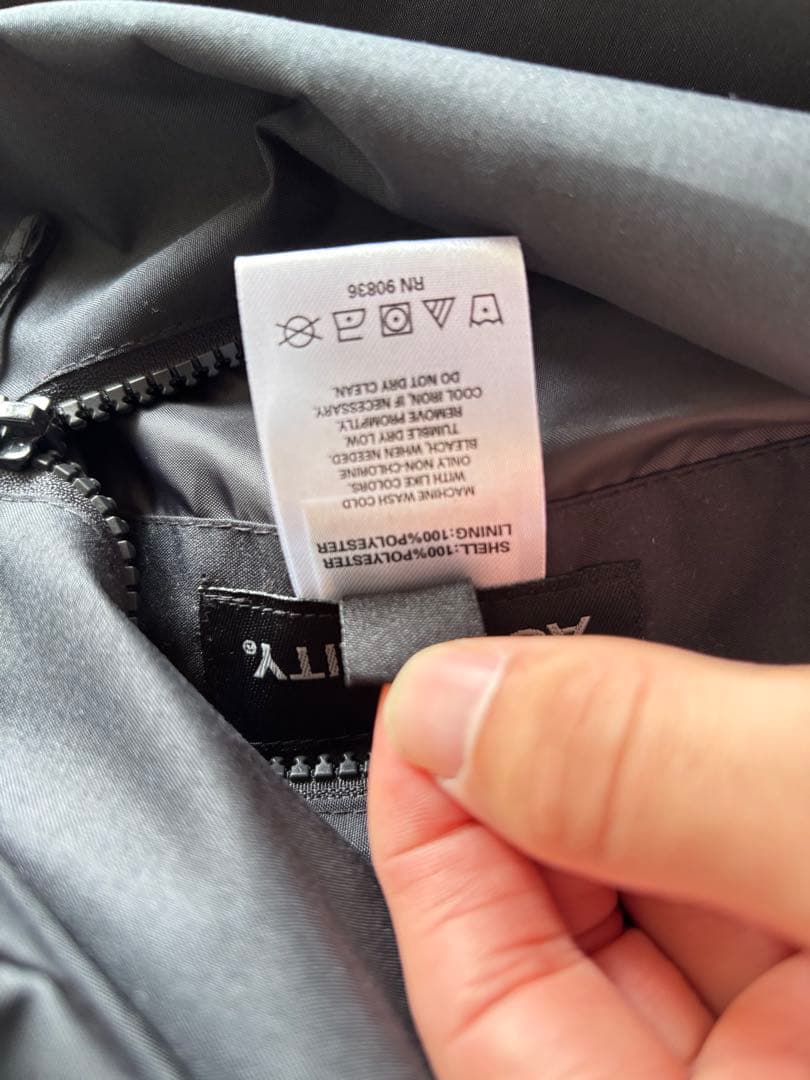 SHELL:100%POLYESTER
LINING:100%POLYESTER
MACHINE WASH COLD
WITH LIKE COLORS.
ONLY NON-CHLORINE
BLEACH, WHEN NEEDED.
TUMBLE DRY LOW.
REMOVE PROMPTLY.
COOL IRON, IF NECESSARY.
DO NOT DRY CLEAN.
RN 90836